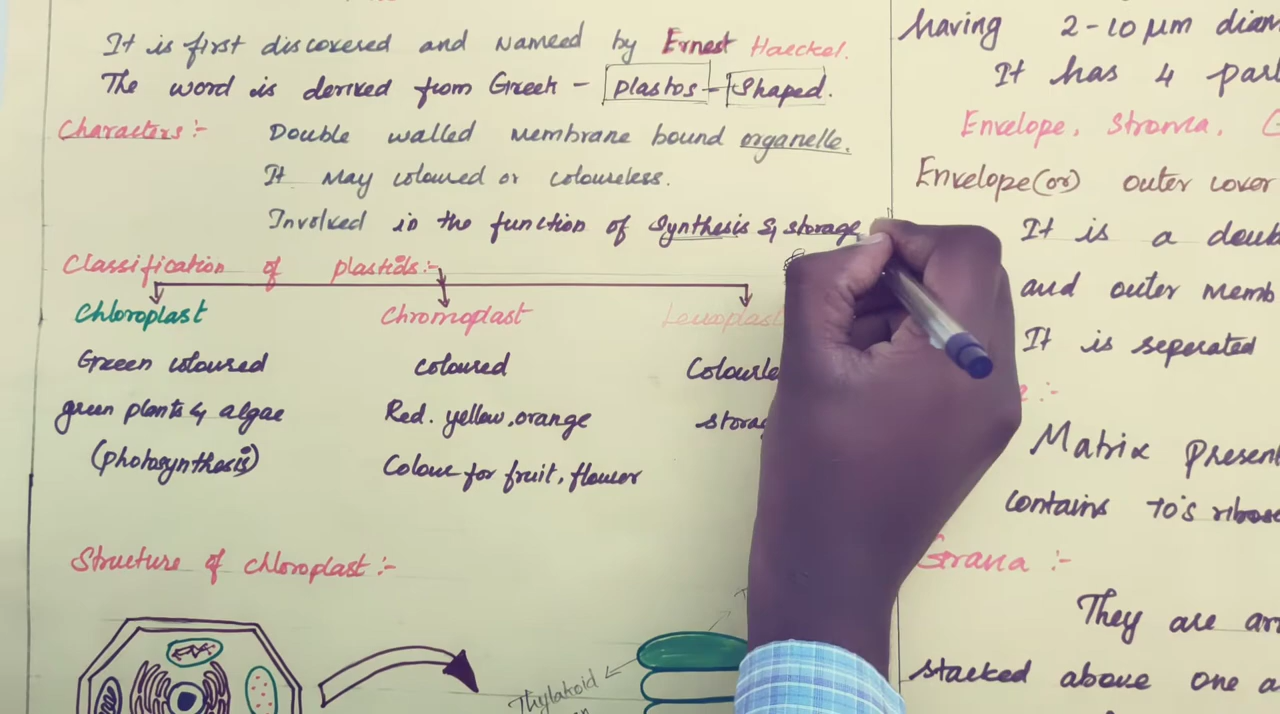 It is first discovered and Nameed by Ernest Haeckel.
The word is derived from Greek - plastos - Shaped.
Characters:- Double walled membrane bound organelle.
It may coloured or colourless.
Involved in the function of Synthesis & storage
Classification of plastids:-
Chloroplast Chromoplast
Green coloured coloured
green plants & algae Red. yellow, orange
(photosynthesis) Colour for fruit, flower
Structure of chloroplast:-
Thylakoid
having 2-10 μm
It has 4
Envelope, Stroma,
Envelope (or) outer cover
It is a
and outer
It is seperated
Matrix present
contains 70's
Grana :-
They are
stacked above one